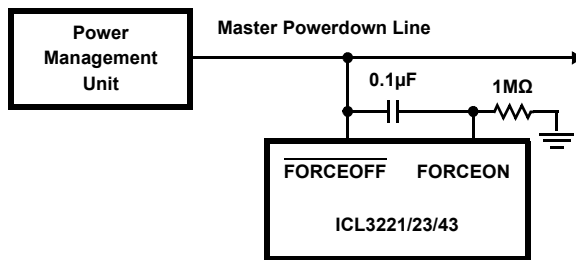 Power
Management
Unit
Master Powerdown Line
0.1µF
1MΩ
FORCEOFF
FORCEON
ICL3221/23/43